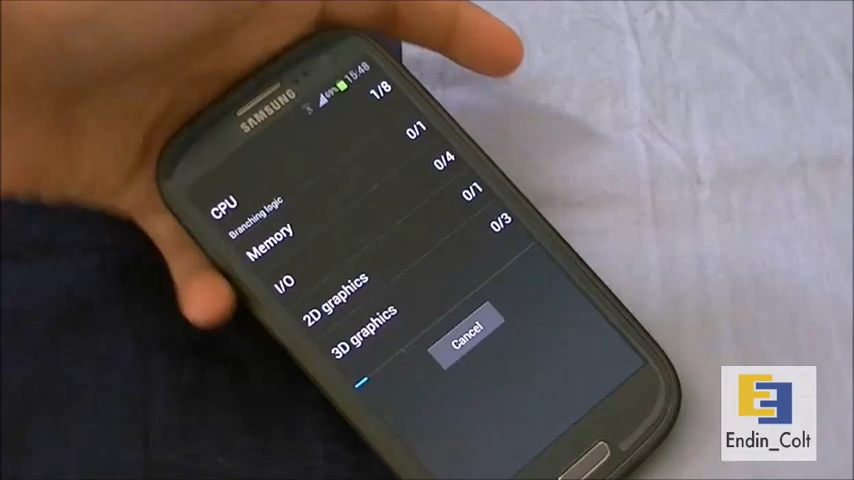 SAMSUNG
69% 15:48
CPU 1/8
Branching logic
Memory 0/1
I/O 0/4
2D graphics 0/1
3D graphics 0/3
Cancel
Endin_Colt